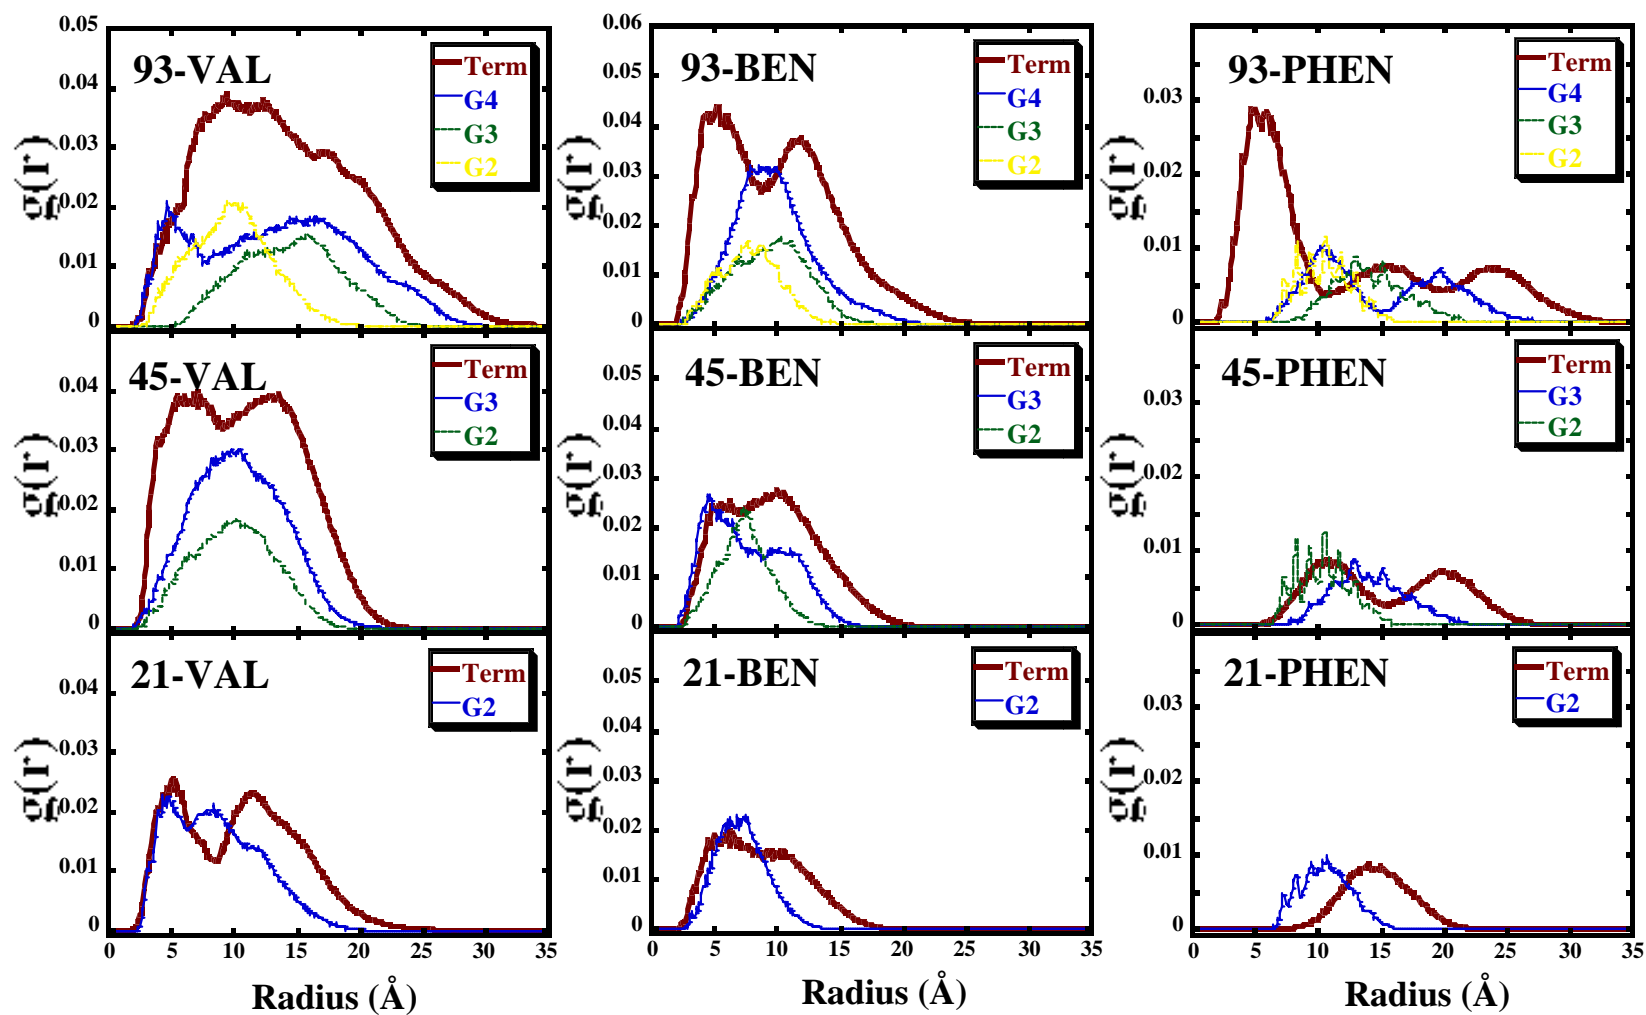 93-VAL
Term
G4
G3
G2
g(r)
0.05
0.04
0.03
0.02
0.01
0
93-BEN
Term
G4
G3
G2
g(r)
0.06
0.05
0.04
0.03
0.02
0.01
0
93-PHEN
Term
G4
G3
G2
g(r)
0.03
0.02
0.01
0
45-VAL
Term
G3
G2
g(r)
0.04
0.03
0.02
0.01
0
45-BEN
Term
G3
G2
g(r)
0.05
0.04
0.03
0.02
0.01
0
45-PHEN
Term
G3
G2
g(r)
0.03
0.02
0.01
0
21-VAL
Term
G2
g(r)
0.04
0.03
0.02
0.01
0
0 5 10 15 20 25 30 35
Radius (Å)
21-BEN
Term
G2
g(r)
0.05
0.04
0.03
0.02
0.01
0
0 5 10 15 20 25 30 35
Radius (Å)
21-PHEN
Term
G2
g(r)
0.03
0.02
0.01
0
0 5 10 15 20 25 30 35
Radius (Å)